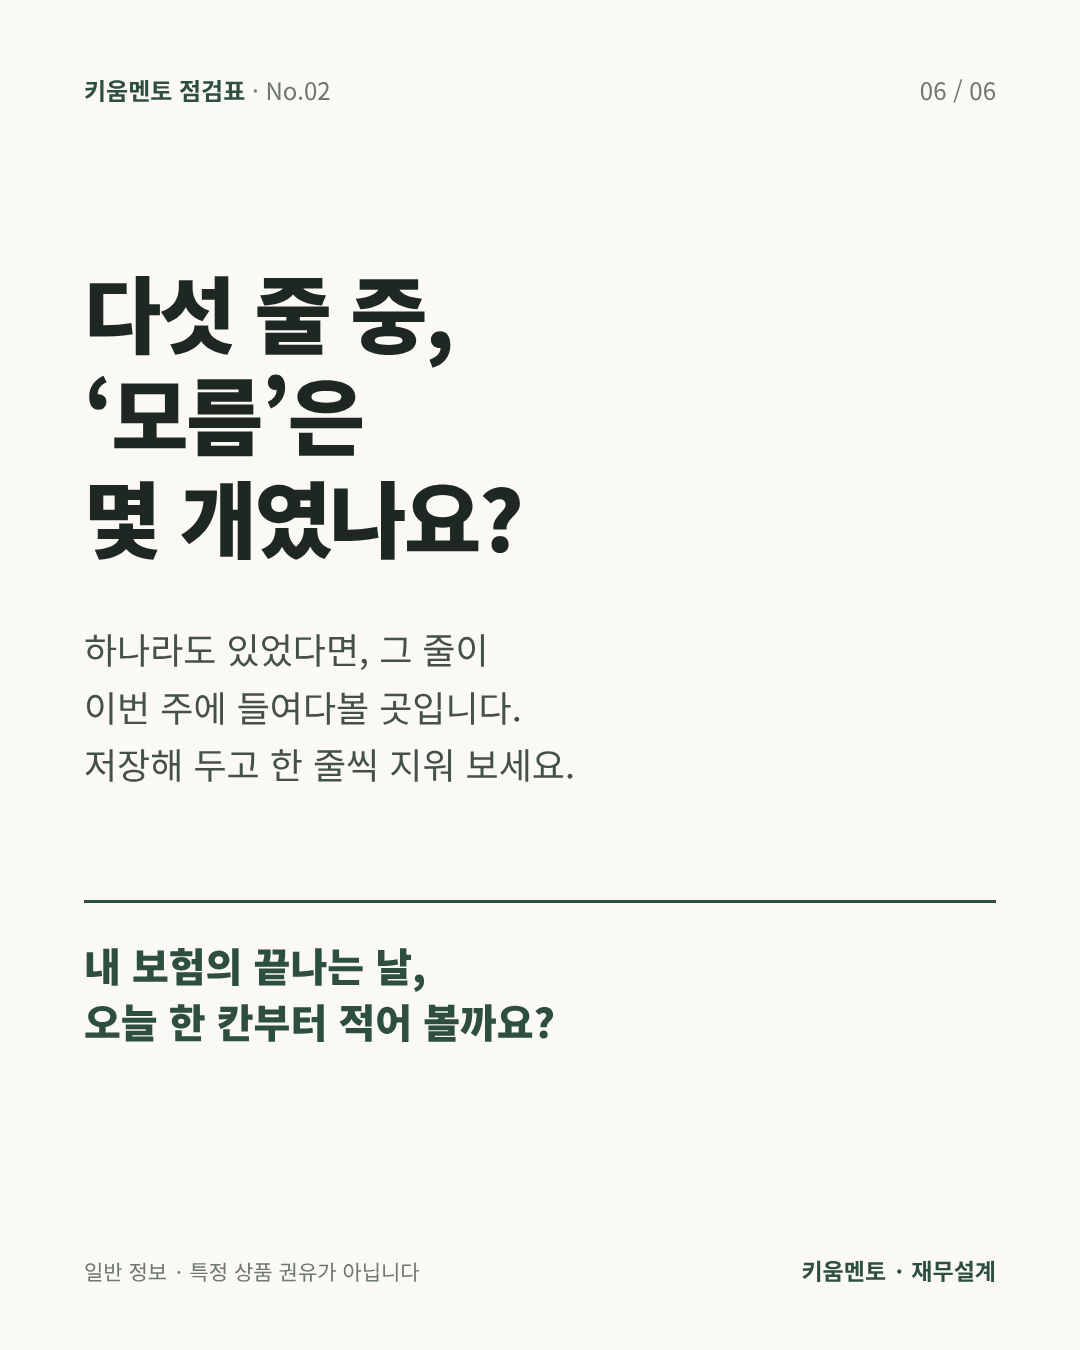 키움멘토 점검표 · No.02
06 / 06
다섯 줄 중,
‘모름’은
몇 개였나요?
하나라도 있었다면, 그 줄이
이번 주에 들여다볼 곳입니다.
저장해 두고 한 줄씩 지워 보세요.
내 보험의 끝나는 날,
오늘 한 칸부터 적어 볼까요?
일반 정보 · 특정 상품 권유가 아닙니다
키움멘토 · 재무설계